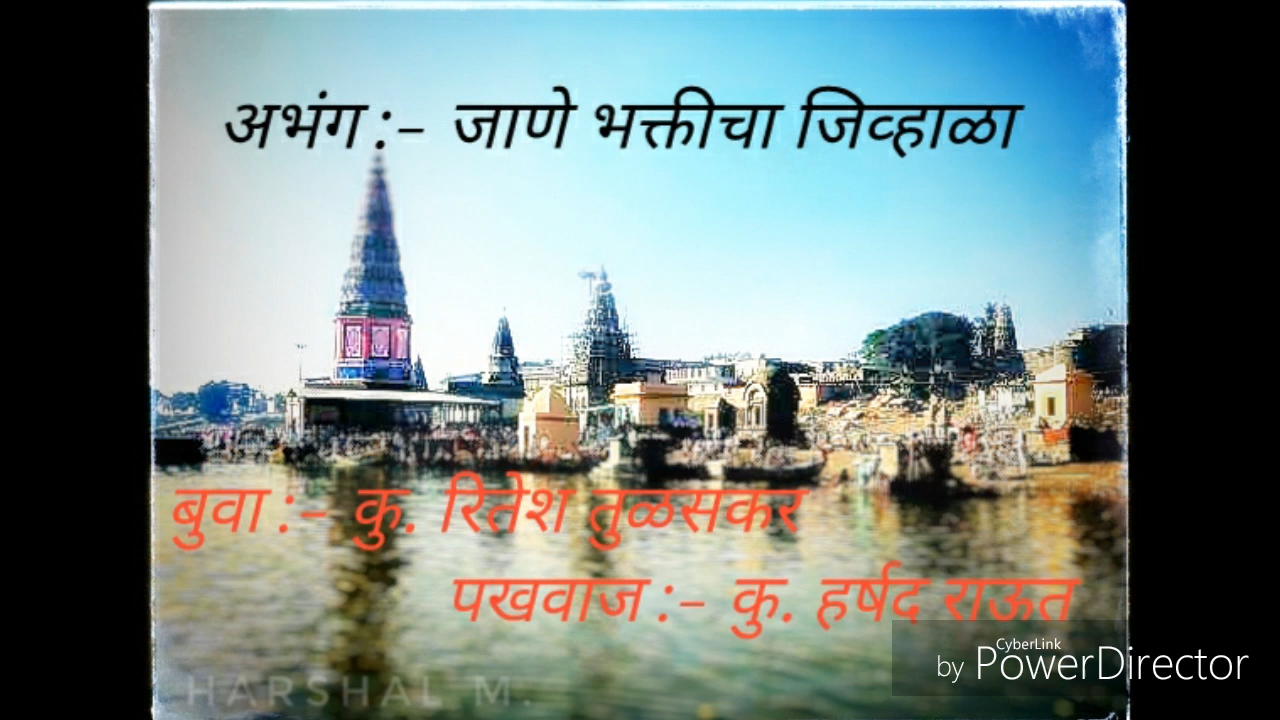 अभंग :- जाणे भक्तीचा जिव्हाळा
बुवा :- कु. रितेश तुळसकर
पखवाज :- कु. हर्षद राऊत
CyberLink
by PowerDirector
HARSHAL M.